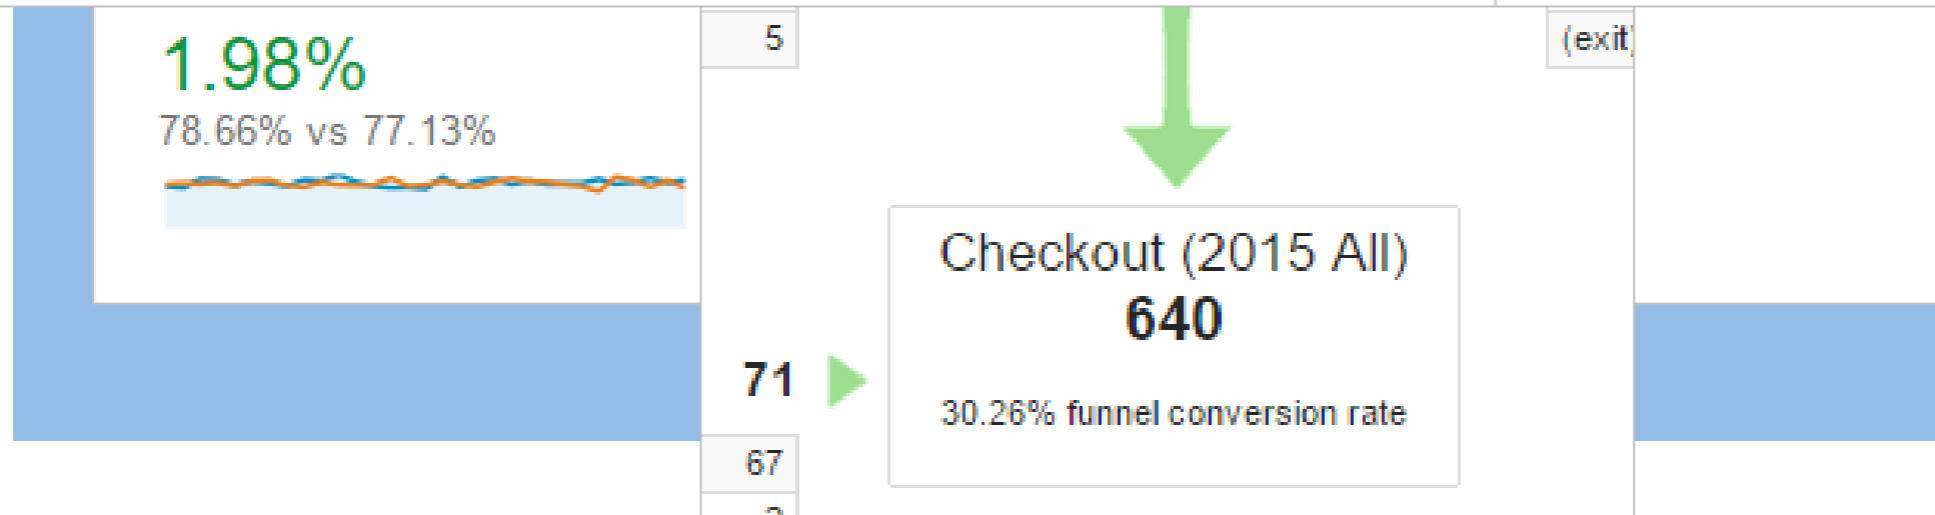 1.98%
78.66% vs 77.13%
5
(exit)
Checkout (2015 All)
640
71
30.26% funnel conversion rate
67